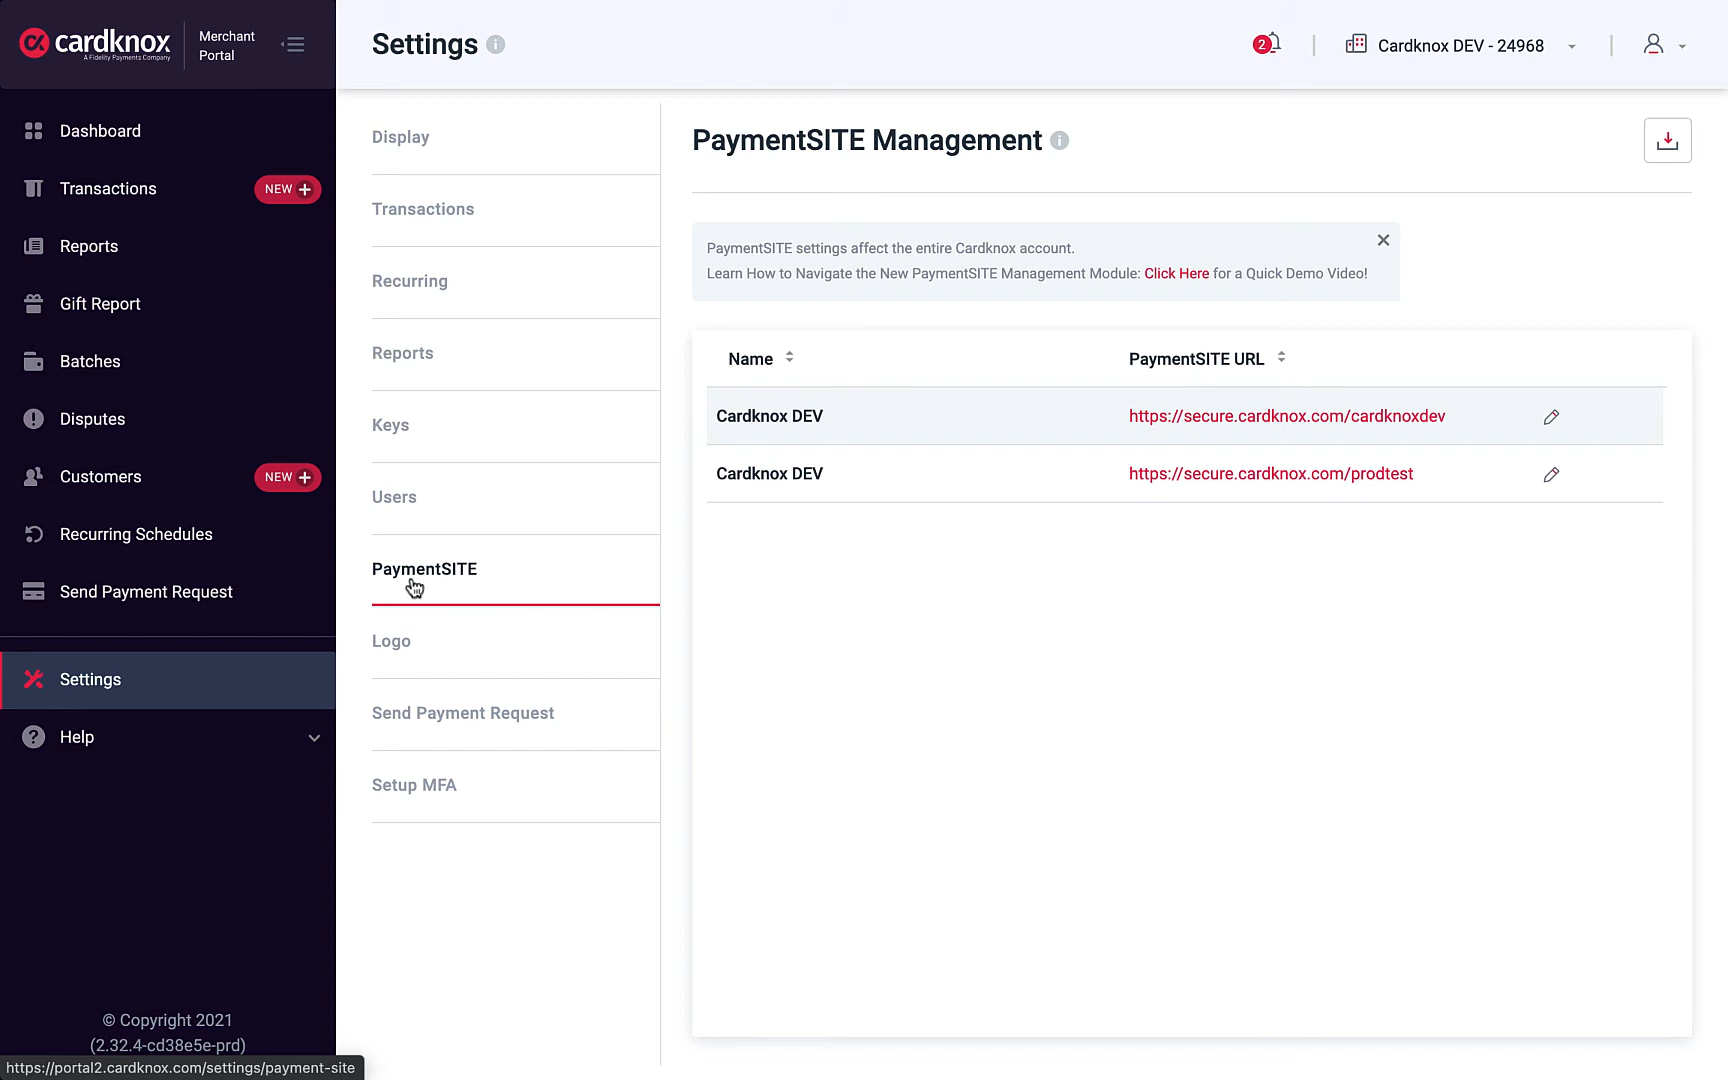 cardknox
A Fidelity Payments Company
Merchant
Portal
Settings
2
Cardknox DEV - 24968
Dashboard
Transactions
NEW
Reports
Gift Report
Batches
Disputes
Customers
NEW
Recurring Schedules
Send Payment Request
Settings
Help
© Copyright 2021
(2.32.4-cd38e5e-prd)
https://portal2.cardknox.com/settings/payment-site
Display
Transactions
Recurring
Reports
Keys
Users
PaymentSITE
Logo
Send Payment Request
Setup MFA
PaymentSITE Management
PaymentSITE settings affect the entire Cardknox account.
Learn How to Navigate the New PaymentSITE Management Module: Click Here for a Quick Demo Video!
Name
PaymentSITE URL
Cardknox DEV
https://secure.cardknox.com/cardknoxdev
Cardknox DEV
https://secure.cardknox.com/prodtest